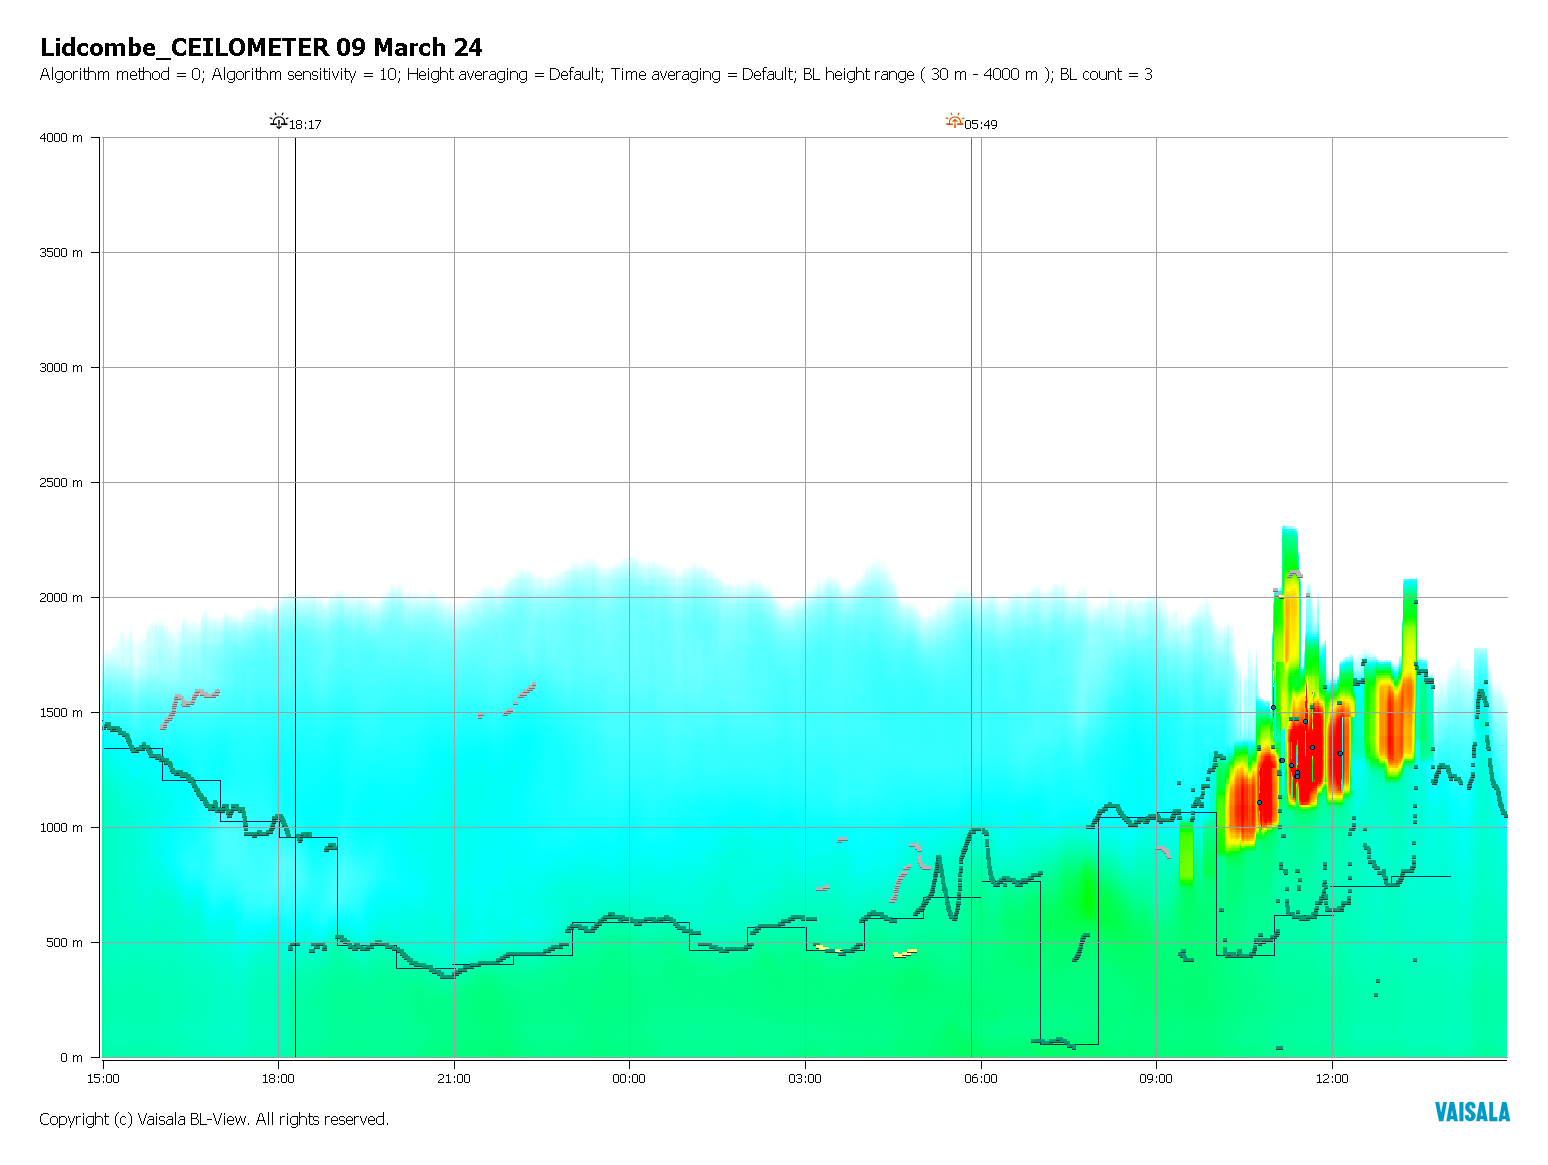 Lidcombe_CEILOMETER 09 March 24
Algorithm method = 0; Algorithm sensitivity = 10; Height averaging = Default; Time averaging = Default; BL height range ( 30 m - 4000 m ); BL count = 3
18:17 05:49
4000 m
3500 m
3000 m
2500 m
2000 m
1500 m
1000 m
500 m
0 m
15:00 18:00 21:00 00:00 03:00 06:00 09:00 12:00
Copyright (c) Vaisala BL-View. All rights reserved.
VAISALA